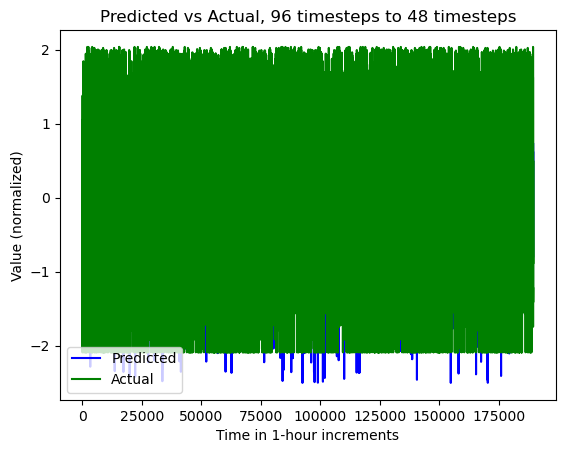 Predicted vs Actual, 96 timesteps to 48 timesteps
Value (normalized)
2
1
0
−1
−2
Predicted
Actual
0 25000 50000 75000 100000 125000 150000 175000
Time in 1-hour increments